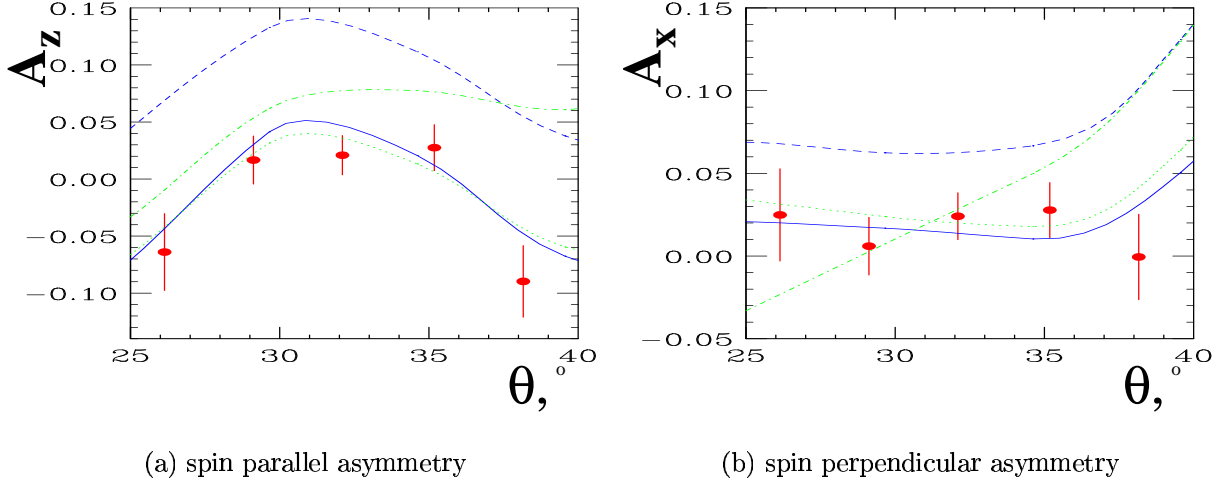 0.15
0.10
0.05
0.00
−0.05
−0.10
A_z
25 30 35 40
θ, °
0.15
0.10
0.05
0.00
−0.05
A_x
25 30 35 40
θ, °
(a) spin parallel asymmetry
(b) spin perpendicular asymmetry